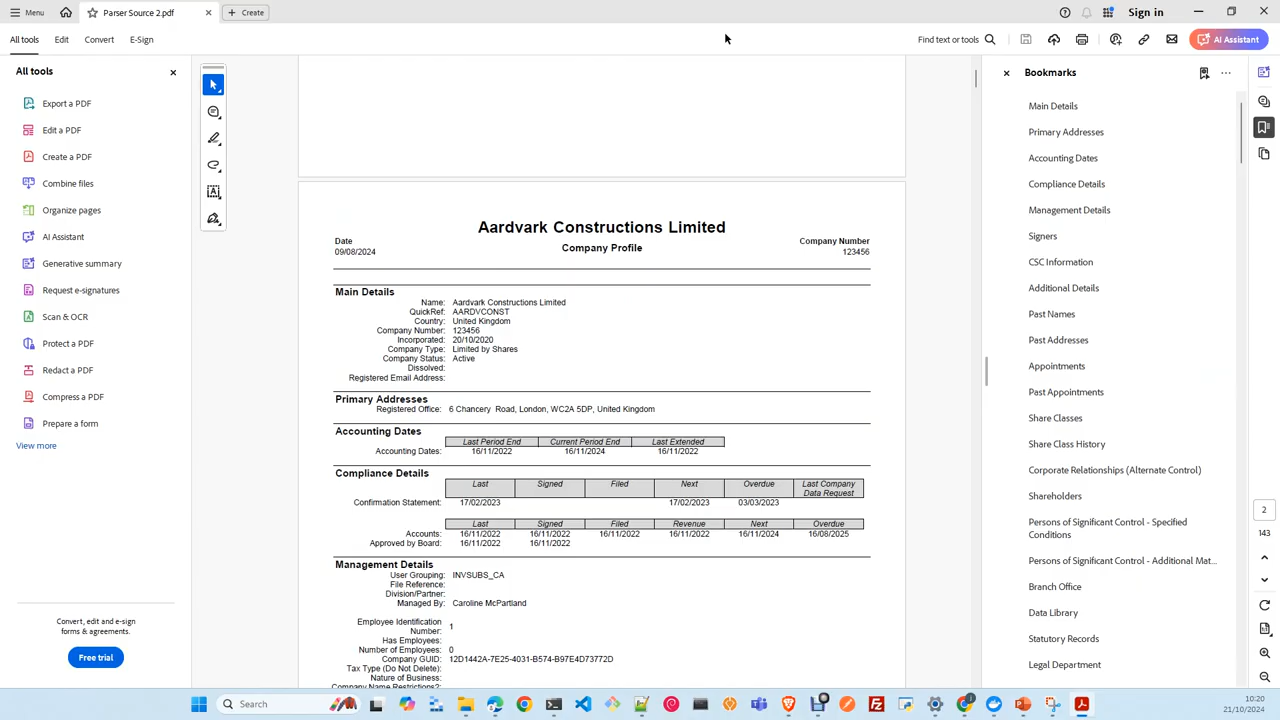 Menu
Parser Source 2.pdf
Create
Sign in
All tools
Edit
Convert
E-Sign
Find text or tools
AI Assistant
All tools
Export a PDF
Edit a PDF
Create a PDF
Combine files
Organize pages
AI Assistant
Generative summary
Request e-signatures
Scan & OCR
Protect a PDF
Redact a PDF
Compress a PDF
Prepare a form
View more
Convert, edit and e-sign
forms & agreements.
Free trial
Aardvark Constructions Limited
Date
Company Profile
Company Number
09/08/2024
123456
Main Details
Name: Aardvark Constructions Limited
QuickRef: AARDVCONST
Country: United Kingdom
Company Number: 123456
Incorporated: 20/10/2020
Company Type: Limited by Shares
Company Status: Active
Dissolved:
Registered Email Address:
Primary Addresses
Registered Office: 6 Chancery Road, London, WC2A 5DP, United Kingdom
Accounting Dates
Last Period End Current Period End Last Extended
Accounting Dates: 16/11/2022 16/11/2024 16/11/2022
Compliance Details
Last Signed Filed Next Overdue Last Company
Data Request
Confirmation Statement: 17/02/2023 17/02/2023 03/03/2023
Last Signed Filed Revenue Next Overdue
Accounts: 16/11/2022 16/11/2022 16/11/2022 16/11/2022 16/11/2024 16/08/2025
Approved by Board: 16/11/2022 16/11/2022
Management Details
User Grouping: INVSUBS_CA
File Reference:
Division/Partner:
Managed By: Caroline McPartland
Employee Identification
Number: 1
Has Employees:
Number of Employees: 0
Company GUID: 12D1442A-7E25-4031-B574-B97E4D73772D
Tax Type (Do Not Delete):
Nature of Business:
Company Name Restrictions?:
Bookmarks
Main Details
Primary Addresses
Accounting Dates
Compliance Details
Management Details
Signers
CSC Information
Additional Details
Past Names
Past Addresses
Appointments
Past Appointments
Share Classes
Share Class History
Corporate Relationships (Alternate Control)
Shareholders
Persons of Significant Control - Specified
Conditions
Persons of Significant Control - Additional Mat...
Branch Office
Data Library
Statutory Records
Legal Department
2
143
Search
10:20
21/10/2024